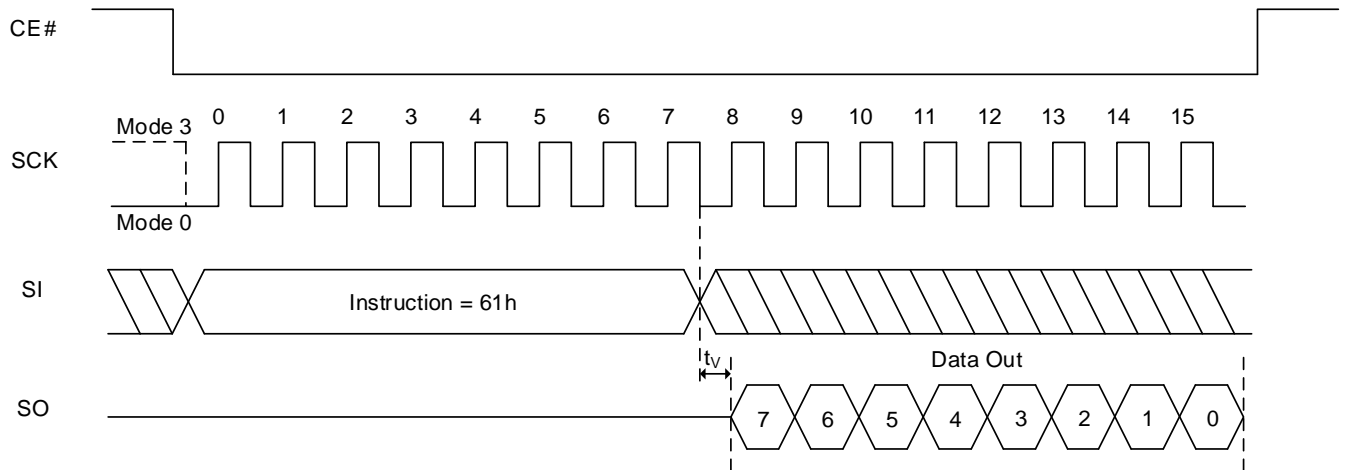 CE#
Mode 3 0 1 2 3 4 5 6 7 8 9 10 11 12 13 14 15
SCK
Mode 0
SI Instruction = 61h
tV Data Out
SO 7 6 5 4 3 2 1 0